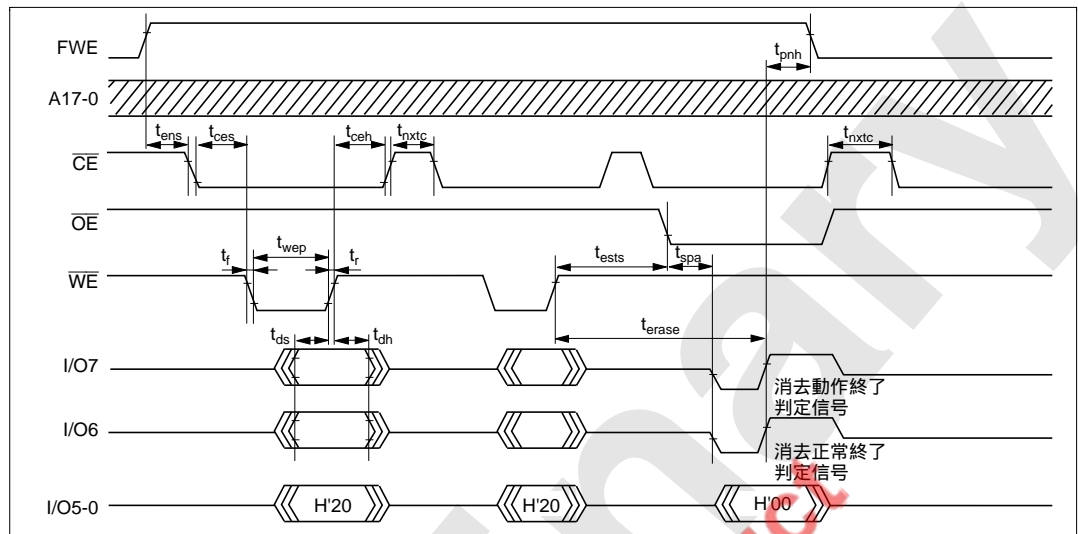 FWE
tpnh
A17-0
tens
tces
tceh
tnxtc
tnxtc
CE
OE
tf
twep
tr
tests
tspa
WE
terase
tds
tdh
I/O7
消去動作終了
判定信号
I/O6
消去正常終了
判定信号
I/O5-0
H'20
H'20
H'00